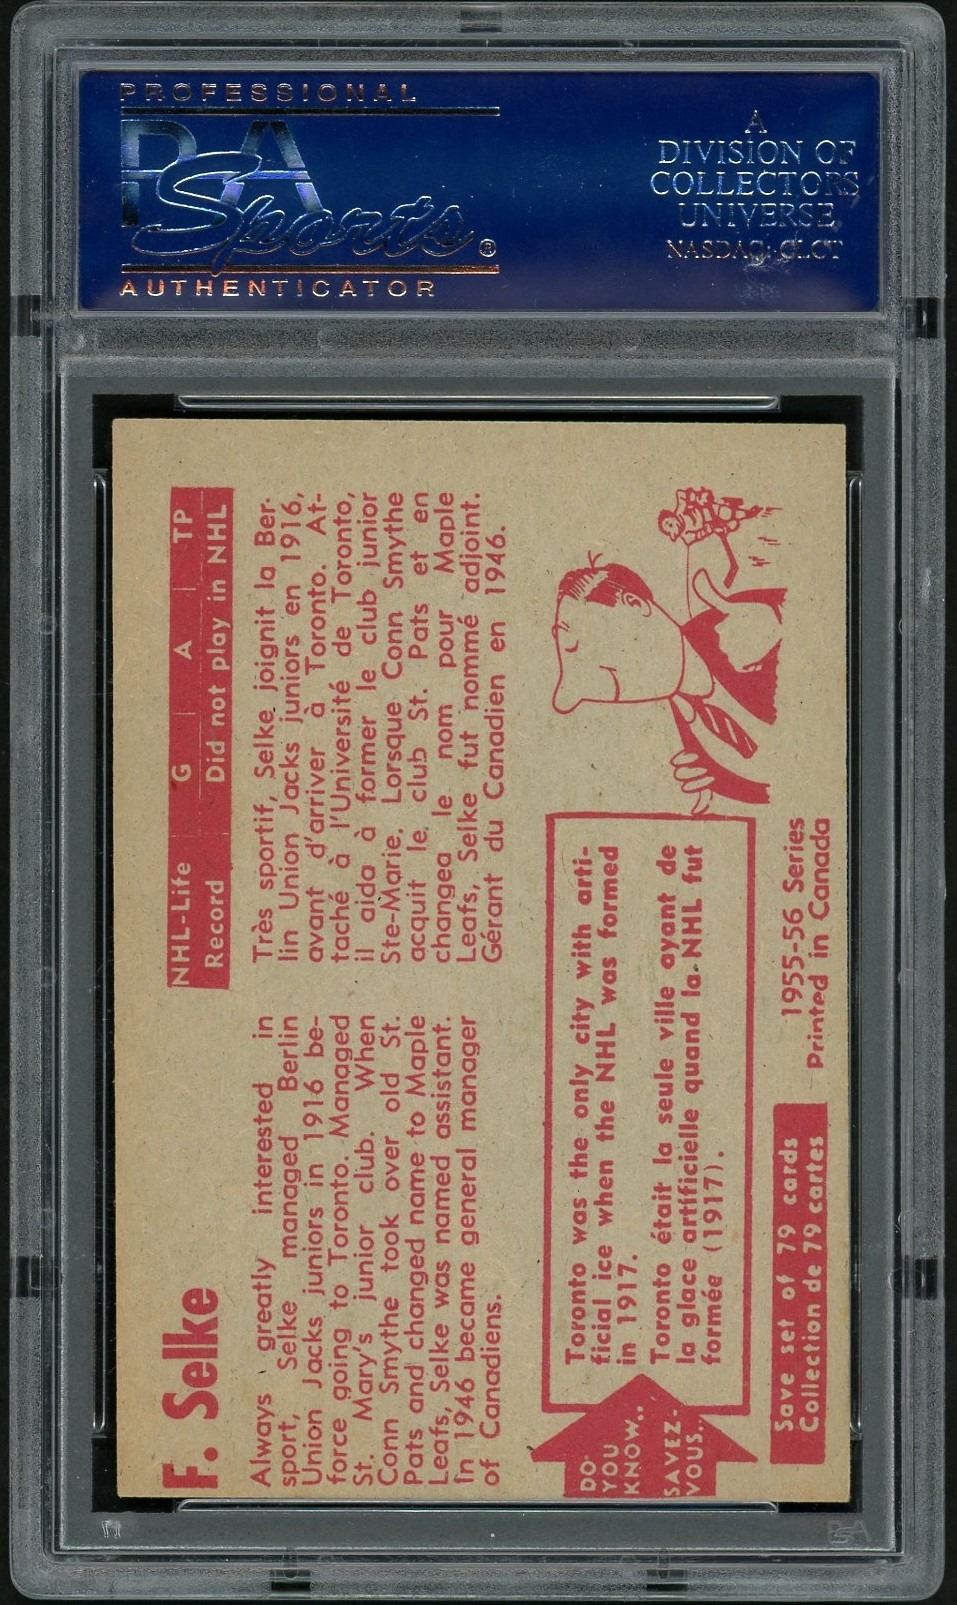 PROFESSIONAL
PSA
Sports®
AUTHENTICATOR
A
DIVISION OF
COLLECTORS
UNIVERSE
NASDAQ: CLCT
F. Selke
NHL-Life G A TP
Record Did not play in NHL
Always greatly interested in
sport, Selke managed Berlin
Union Jacks juniors in 1916 be-
force going to Toronto. Managed
St. Mary's junior club. When
Conn Smythe took over old St.
Pats and changed name to Maple
Leafs, Selke was named assistant.
In 1946 became general manager
of Canadiens.
Très sportif, Selke joignit la Ber-
lin Union Jacks juniors en 1916,
avant d'arriver à Toronto. At-
taché à l'Université de Toronto,
il aida à former le club junior
Ste-Marie. Lorsque Conn Smythe
acquit le club St. Pats et en
changea le nom pour Maple
Leafs, Selke fut nommé adjoint.
Gérant du Canadien en 1946.
DO-
YOU
KNOW..
SAVEZ-
VOUS..
Toronto was the only city with arti-
ficial ice when the NHL was formed
in 1917.
Toronto était la seule ville ayant de
la glace artificielle quand la NHL fut
formée (1917).
Save set of 79 cards
Collection de 79 cartes
1955-56 Series
Printed in Canada
PSA